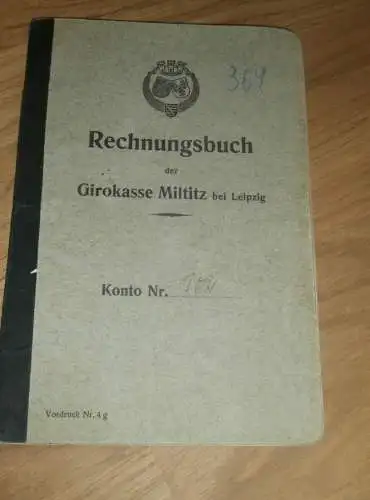 364
Rechnungsbuch
der
Girokasse Miltitz bei Leipzig
Konto Nr.
Vordruck Nr. 4 g